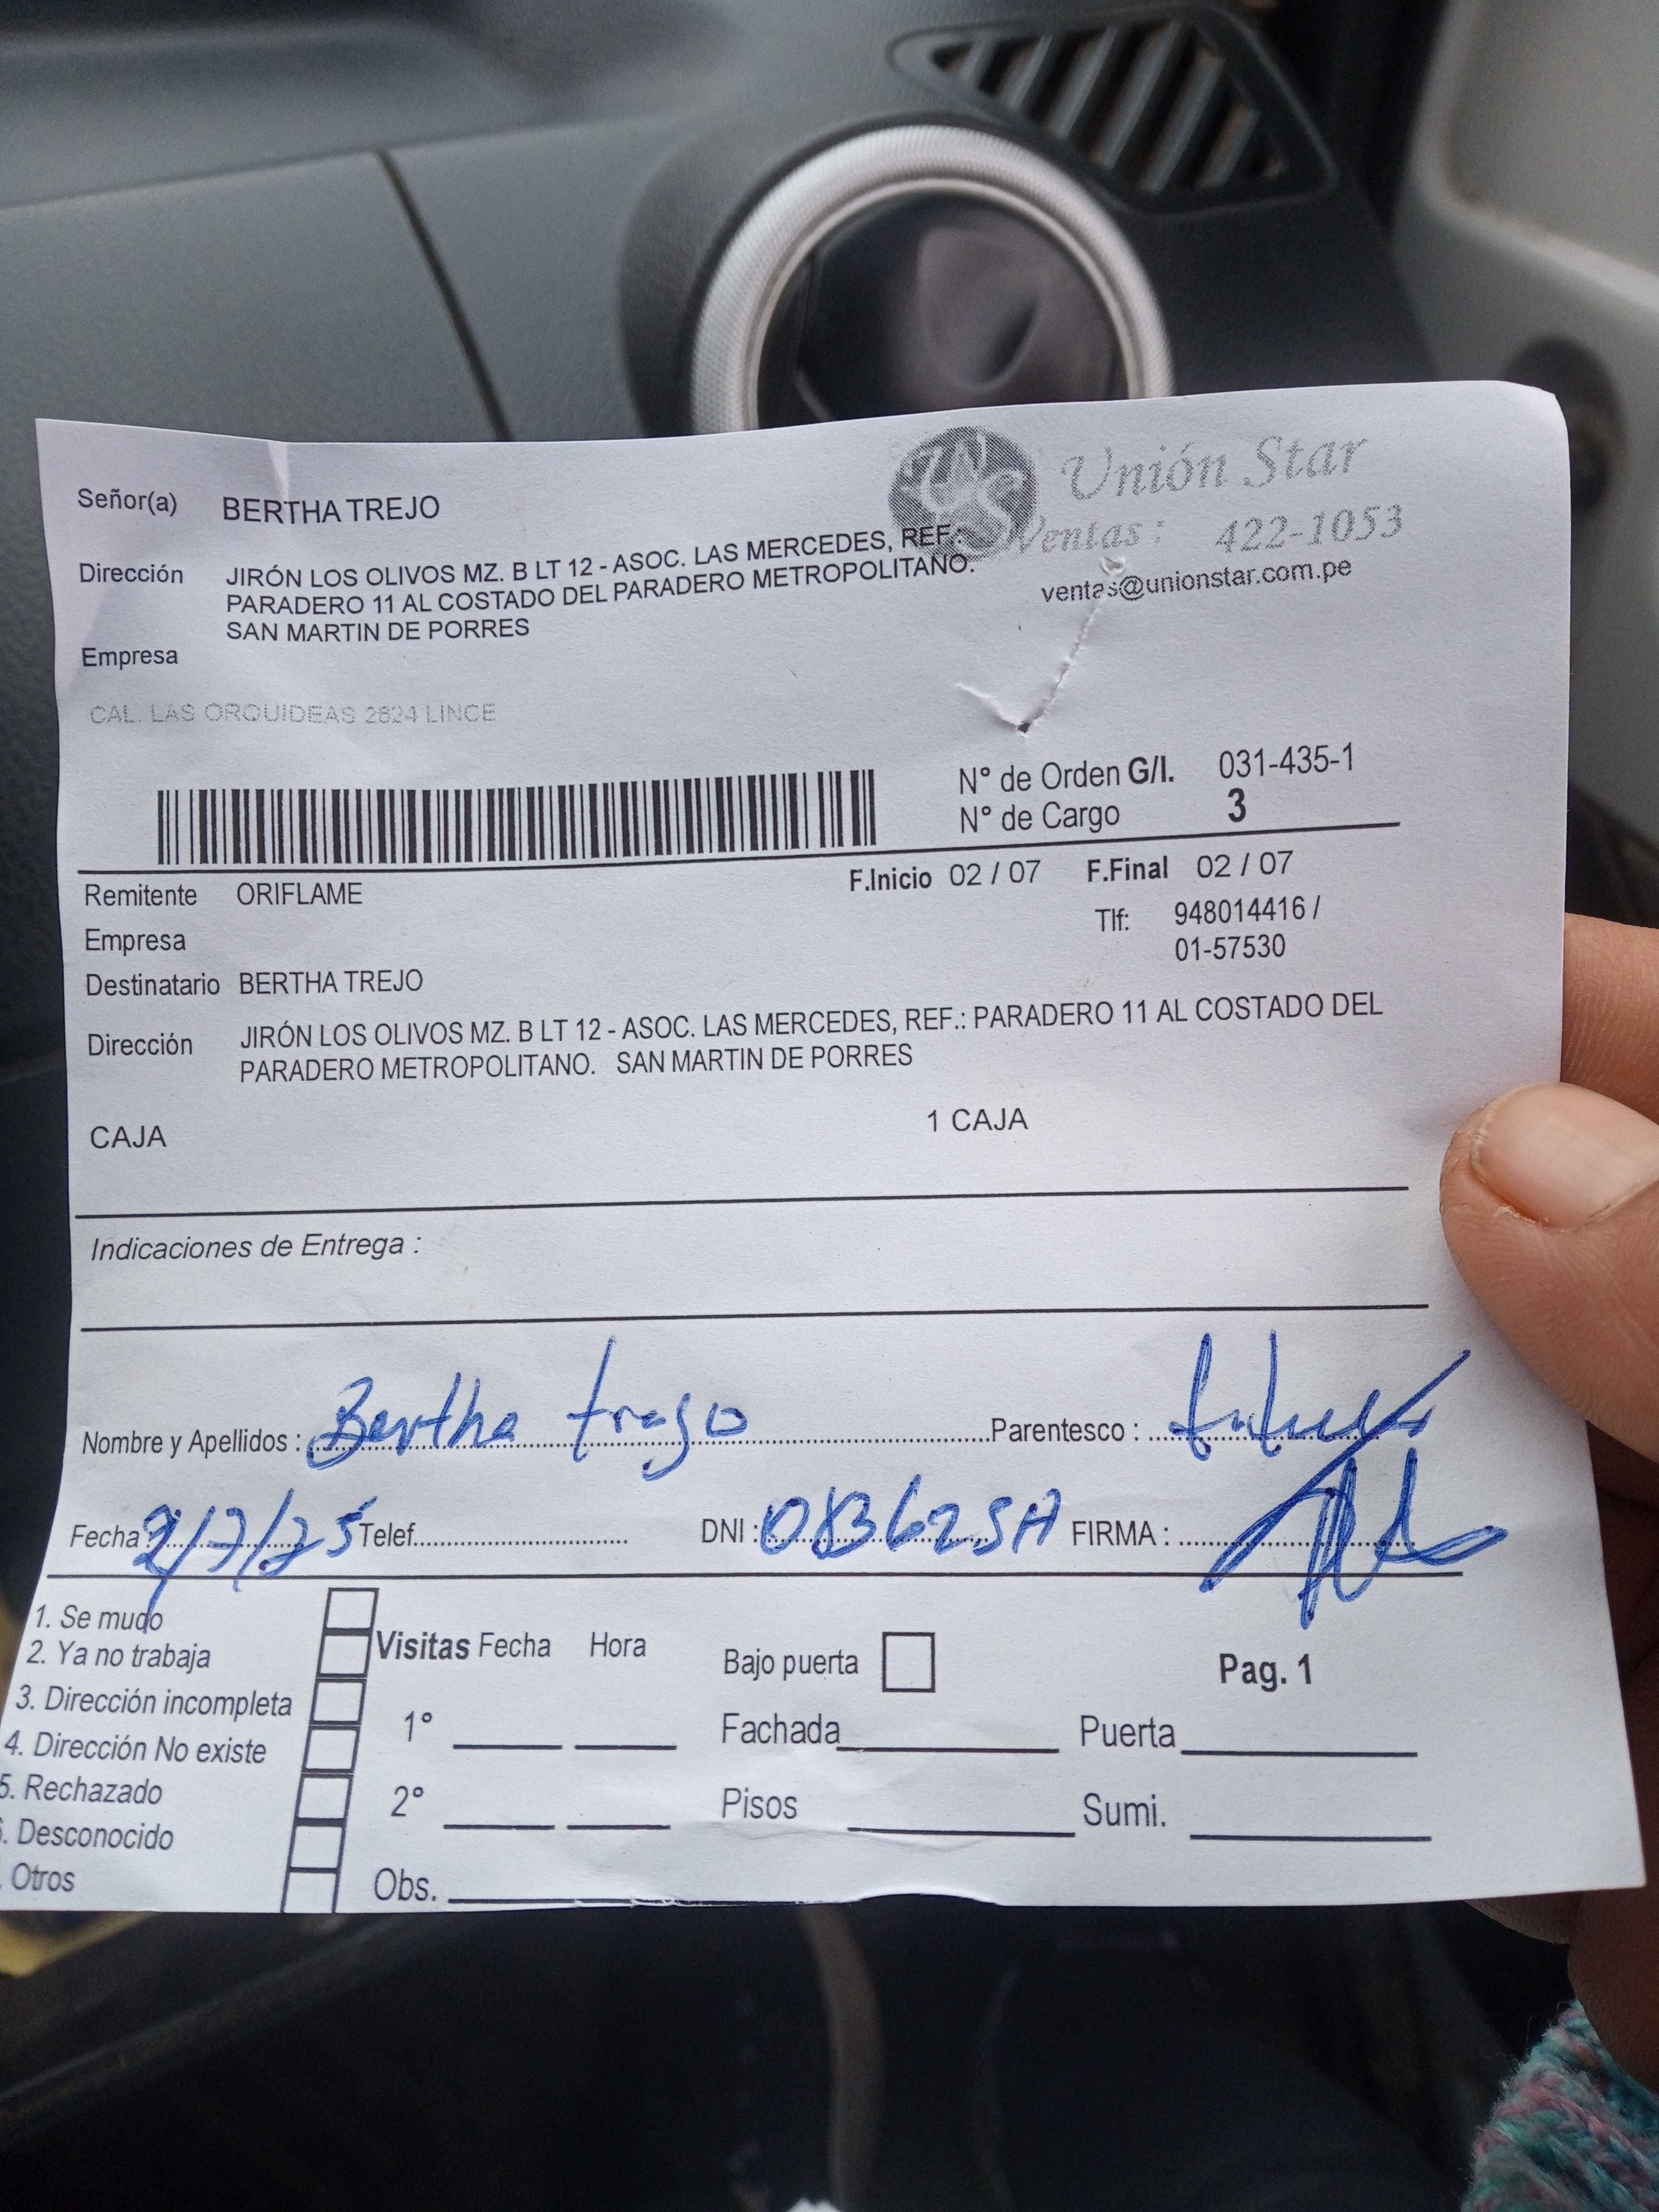 Unión Star
Ventas: 422-1053
ventas@unionstar.com.pe
Señor(a) BERTHA TREJO
Dirección JIRÓN LOS OLIVOS MZ. B LT 12 - ASOC. LAS MERCEDES, REF.:
PARADERO 11 AL COSTADO DEL PARADERO METROPOLITANO.
SAN MARTIN DE PORRES
Empresa
CAL. LAS ORQUIDEAS 2624 LINCE
N° de Orden G/I. 031-435-1
N° de Cargo 3
Remitente ORIFLAME F.Inicio 02 / 07 F.Final 02 / 07
Empresa Tlf: 948014416 /
01-57530
Destinatario BERTHA TREJO
Dirección JIRÓN LOS OLIVOS MZ. B LT 12 - ASOC. LAS MERCEDES, REF.: PARADERO 11 AL COSTADO DEL
PARADERO METROPOLITANO. SAN MARTIN DE PORRES
CAJA 1 CAJA
Indicaciones de Entrega :
Nombre y Apellidos : Bertha trejo Parentesco :
Fecha 2/7/25 Telef. DNI : FIRMA :
1. Se mudo
2. Ya no trabaja
3. Dirección incompleta
4. Dirección No existe
5. Rechazado
. Desconocido
. Otros
Visitas Fecha Hora Bajo puerta Pag. 1
1° Fachada Puerta
2° Pisos Sumi.
Obs.